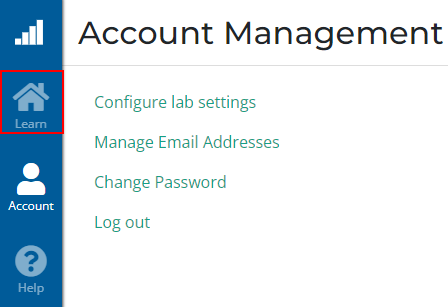 Account Management
Learn
Account
Help
Configure lab settings
Manage Email Addresses
Change Password
Log out